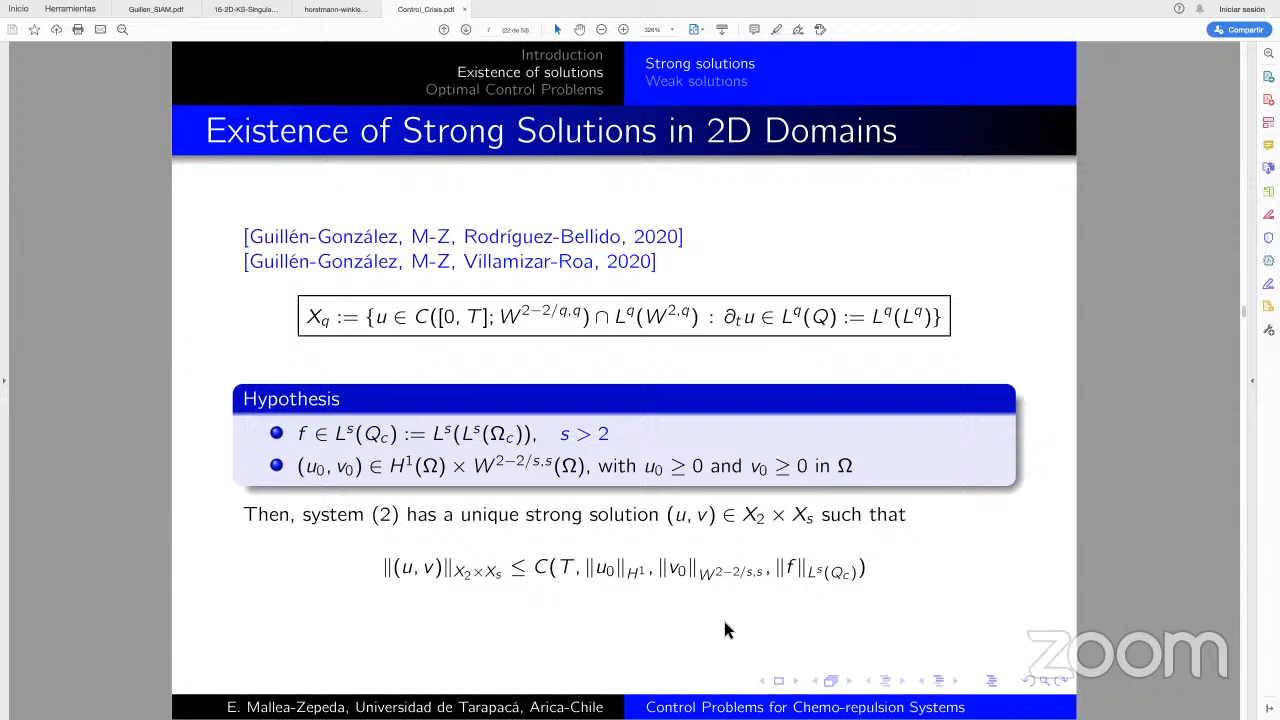 Inicio Herramientas Guillen_SIAM.pdf 16-2D-KS-Singula... horstmann-winkle... Control_Crisis.pdf × Iniciar sesión
7 (22 de 53) 326% Compartir
Introduction
Existence of solutions
Optimal Control Problems
Strong solutions
Weak solutions
Existence of Strong Solutions in 2D Domains
[Guillén-González, M-Z, Rodríguez-Bellido, 2020]
[Guillén-González, M-Z, Villamizar-Roa, 2020]
X_q := {u ∈ C([0, T]; W^{2−2/q,q}) ∩ L^q(W^{2,q}) : ∂_t u ∈ L^q(Q) := L^q(L^q)}
Hypothesis
f ∈ L^s(Q_c) := L^s(L^s(Ω_c)), s > 2
(u_0, v_0) ∈ H^1(Ω) × W^{2−2/s,s}(Ω), with u_0 ≥ 0 and v_0 ≥ 0 in Ω
Then, system (2) has a unique strong solution (u, v) ∈ X_2 × X_s such that
‖(u, v)‖_{X_2×X_s} ≤ C(T, ‖u_0‖_{H^1}, ‖v_0‖_{W^{2−2/s,s}}, ‖f‖_{L^s(Q_c)})
zoom
E. Mallea-Zepeda, Universidad de Tarapacá, Arica-Chile Control Problems for Chemo-repulsion Systems